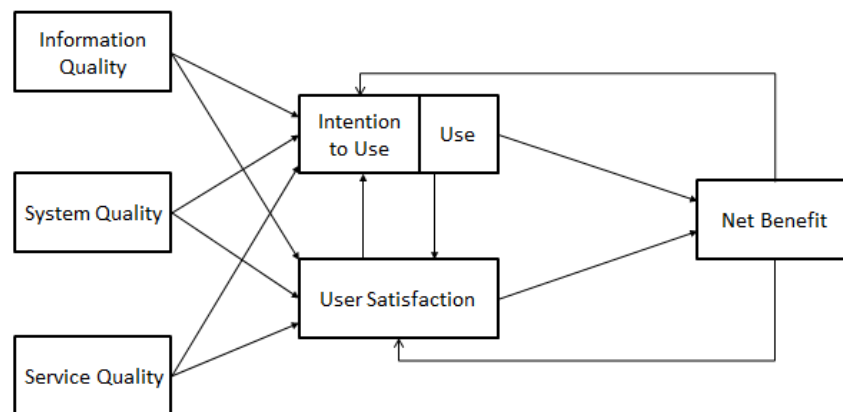 Information
Quality
Intention
to Use
Use
System Quality
Net Benefit
User Satisfaction
Service Quality